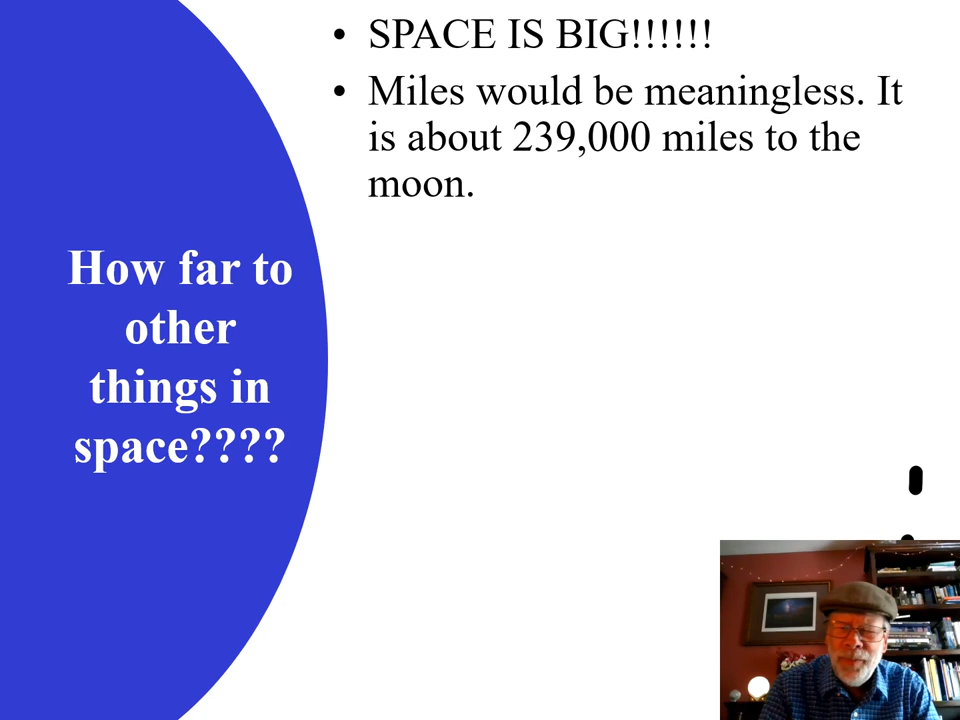 • SPACE IS BIG!!!!!!
• Miles would be meaningless. It
is about 239,000 miles to the
moon.
How far to
other
things in
space????